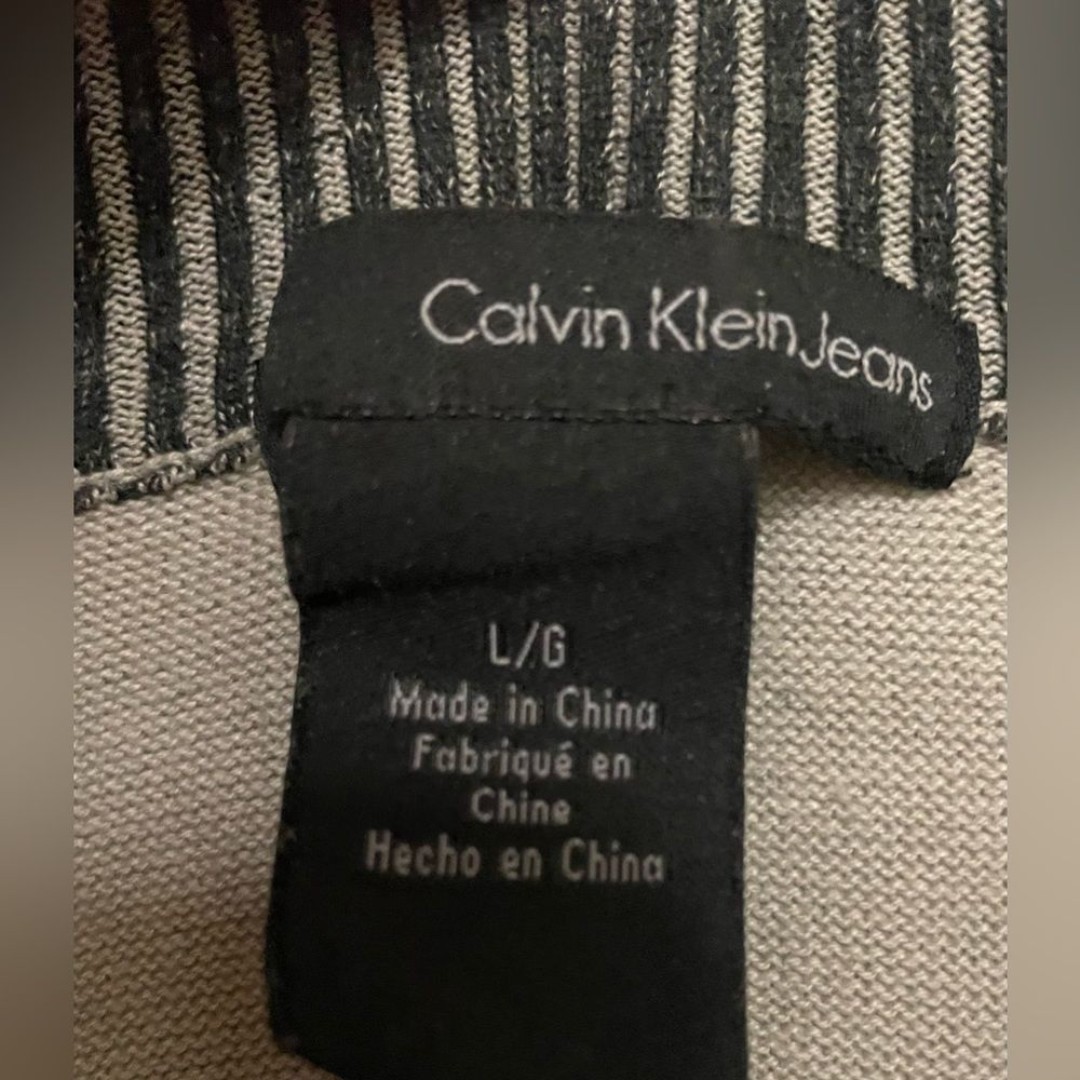 Calvin Klein Jeans
L/G
Made in China
Fabriqué en
Chine
Hecho en China